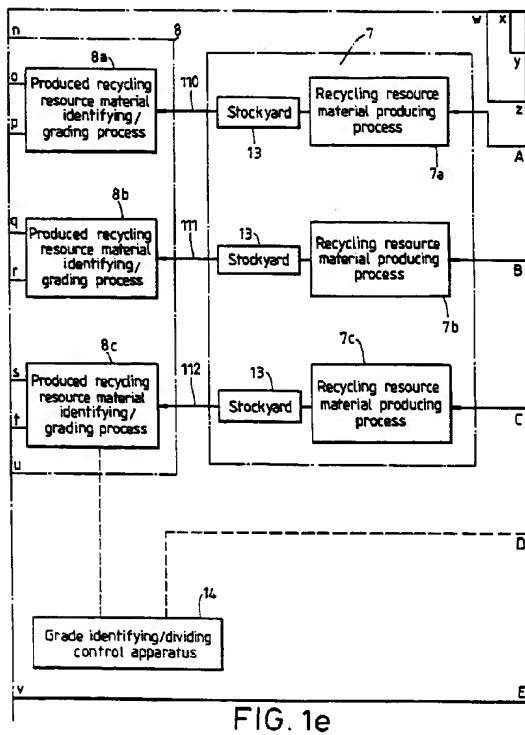 n
8
w
x
y
z
8a
o
p
Produced recycling
resource material
identifying/
grading process
110
7
Stockyard
13
Recycling resource
material producing
process
7a
A
8b
q
r
Produced recycling
resource material
identifying/
grading process
111
13
Stockyard
Recycling resource
material producing
process
7b
B
8c
s
t
u
Produced recycling
resource material
identifying/
grading process
112
13
Stockyard
7c
Recycling resource
material producing
process
C
D
14
Grade identifying/dividing
control apparatus
v
E
FIG. 1e